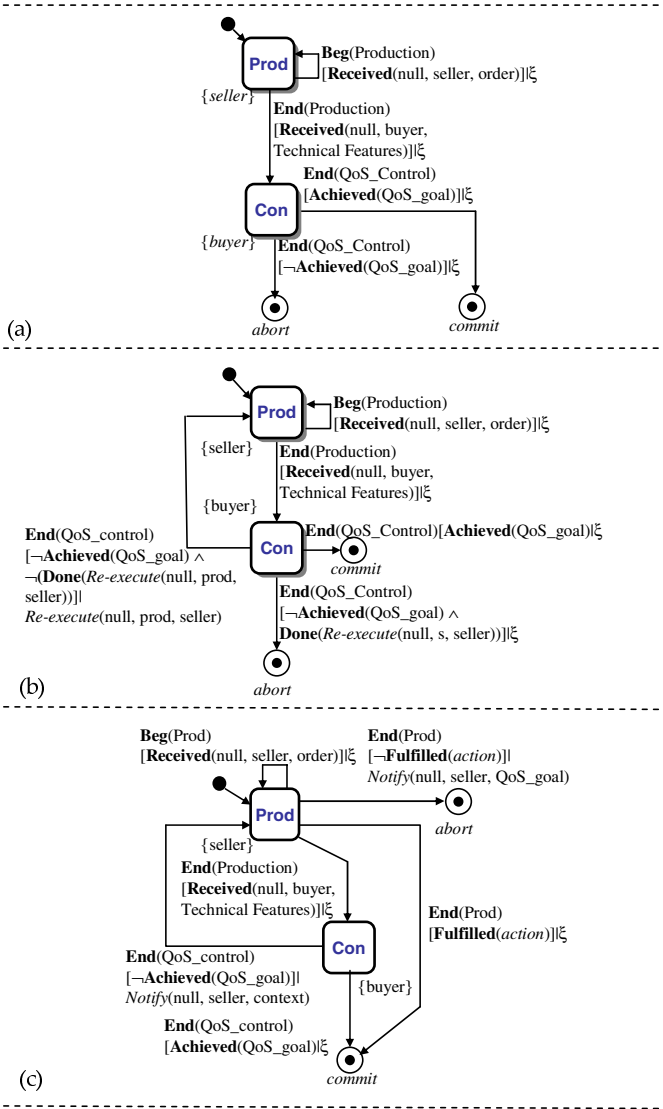 Beg(Production)
Prod
[Received(null, seller, order)]|ξ
{seller}
End(Production)
[Received(null, buyer,
Technical Features)]|ξ
End(QoS_Control)
[Achieved(QoS_goal)]|ξ
Con
{buyer}
End(QoS_Control)
[¬Achieved(QoS_goal)]|ξ
(a)
abort
commit
Prod
Beg(Production)
[Received(null, seller, order)]|ξ
{seller}
End(Production)
[Received(null, buyer,
Technical Features)]|ξ
{buyer}
End(QoS_control)
[¬Achieved(QoS_goal) ∧
¬(Done(Re-execute(null, prod,
seller))]|
Re-execute(null, prod, seller)
Con
End(QoS_Control)[Achieved(QoS_goal)|ξ
commit
End(QoS_Control)
[¬Achieved(QoS_goal) ∧
Done(Re-execute(null, s, seller))]|ξ
(b)
abort
Beg(Prod)
[Received(null, seller, order)]|ξ
End(Prod)
[¬Fulfilled(action)]|
Notify(null, seller, QoS_goal)
Prod
abort
{seller}
End(Production)
[Received(null, buyer,
Technical Features)]|ξ
End(Prod)
[Fulfilled(action)]|ξ
Con
End(QoS_control)
[¬Achieved(QoS_goal)]|
Notify(null, seller, context)
{buyer}
End(QoS_control)
[Achieved(QoS_goal)|ξ
(c)
commit